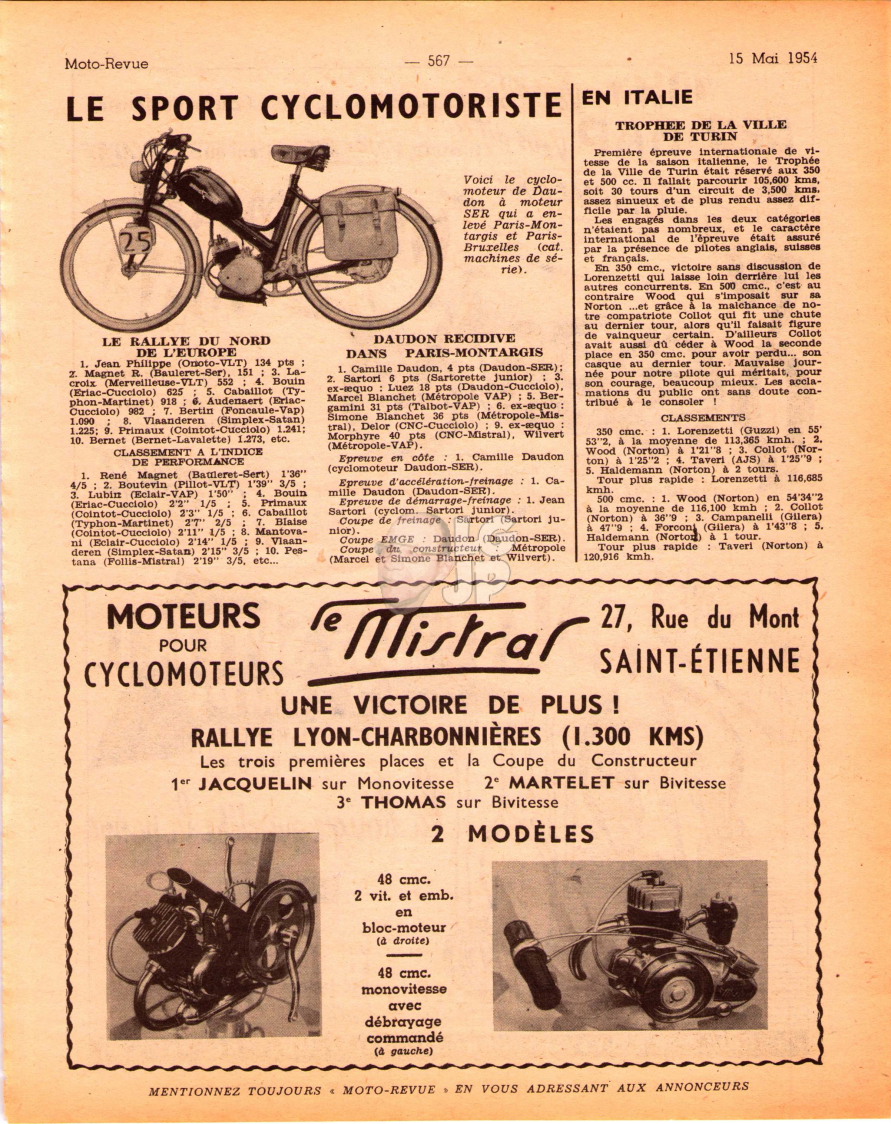 Moto-Revue
— 567 —
15 Mai 1954
LE SPORT CYCLOMOTORISTE
25
Voici le cyclo-
moteur de Dau-
don à moteur
SER qui a en-
levé Paris-Mon-
targis et Paris-
Bruxelles (cat.
machines de sé-
rie).
LE RALLYE DU NORD
DE L'EUROPE
1. Jean Philippe (Onoto-VLT) 134 pts ;
2. Magnet R. (Bauleret-Ser), 151 ; 3. La-
croix (Merveilleuse-VLT) 552 ; 4. Bouin
(Eriac-Cucciolo) 625 ; 5. Cabaillot (Ty-
phon-Martinet) 918 ; 6. Audenaert (Eriac-
Cucciolo) 982 ; 7. Bertin (Foncaule-Vap)
1.090 ; 8. Vlaanderen (Simplex-Satan)
1.225; 9. Primaux (Cointot-Cucciolo) 1.241;
10. Bernet (Bernet-Lavalette) 1.273, etc.
CLASSEMENT A L'INDICE
DE PERFORMANCE
1. René Magnet (Bauleret-Sert) 1'36"
4/5 ; 2. Boutevin (Pillot-VLT) 1'39" 3/5 ;
3. Lubin (Eclair-VAP) 1'50" ; 4. Bouin
(Eriac-Cucciolo) 2'2" 1/5 ; 5. Primaux
(Cointot-Cucciolo) 2'3" 1/5 ; 6. Cabaillot
(Typhon-Martinet) 2'7" 2/5 ; 7. Blaise
(Cointot-Cucciolo) 2'11" 1/5 ; 8. Mantova-
ni (Eclair-Cucciolo) 2'14" 1/5 ; 9. Vlaan-
deren (Simplex-Satan) 2'15" 3/5 ; 10. Pes-
tana (Follis-Mistral) 2'19" 3/5, etc...
DAUDON RECIDIVE
DANS PARIS-MONTARGIS
1. Camille Daudon, 4 pts (Daudon-SER);
2. Sartori 6 pts (Sartorette junior) ; 3.
ex-æquo : Luez 18 pts (Daudon-Cucciolo),
Marcel Blanchet (Métropole VAP) ; 5. Ber-
gamini 31 pts (Talbot-VAP) ; 6. ex-æquo :
Simone Blanchet 36 pts (Métropole-Mis-
tral), Delor (CNC-Cucciolo) ; 9. ex-æquo :
Morphyre 40 pts (CNC-Mistral), Wilvert
(Métropole-VAP).
Epreuve en côte : 1. Camille Daudon
(cyclomoteur Daudon-SER).
Epreuve d'accélération-freinage : 1. Ca-
mille Daudon (Daudon-SER).
Epreuve de démarrage-freinage : 1. Jean
Sartori (cyclom. Sartori junior).
Coupe de freinage : Sartori (Sartori ju-
nior).
Coupe EMGE : Daudon (Daudon-SER).
Coupe du constructeur : Métropole
(Marcel et Simone Blanchet et Wilvert).
EN ITALIE
TROPHEE DE LA VILLE
DE TURIN
Première épreuve internationale de vi-
tesse de la saison italienne, le Trophée
de la Ville de Turin était réservé aux 350
et 500 cc. Il fallait parcourir 105,600 kms,
soit 30 tours d'un circuit de 3,500 kms.
assez sinueux et de plus rendu assez dif-
ficile par la pluie.
Les engagés dans les deux catégories
n'étaient pas nombreux, et le caractère
international de l'épreuve était assuré
par la présence de pilotes anglais, suisses
et français.
En 350 cmc., victoire sans discussion de
Lorenzetti qui laisse loin derrière lui les
autres concurrents. En 500 cmc., c'est au
contraire Wood qui s'imposait sur sa
Norton ...et grâce à la malchance de no-
tre compatriote Collot qui fit une chute
au dernier tour, alors qu'il faisait figure
de vainqueur certain. D'ailleurs Collot
avait aussi dû céder à Wood la seconde
place en 350 cmc. pour avoir perdu... son
casque au dernier tour. Mauvaise jour-
née pour notre pilote qui méritait, pour
son courage, beaucoup mieux. Les accla-
mations du public ont sans doute con-
tribué à le consoler !
CLASSEMENTS
350 cmc. : 1. Lorenzetti (Guzzi) en 55'
53"2, à la moyenne de 113,365 kmh. ; 2.
Wood (Norton) à 1'21"8 ; 3. Collot (Nor-
ton) à 1'25"2 ; 4. Taveri (AJS) à 1'25"9 ;
5. Haldemann (Norton) à 2 tours.
Tour plus rapide : Lorenzetti à 116,685
kmh.
500 cmc. : 1. Wood (Norton) en 54'34"2
à la moyenne de 116,100 kmh ; 2. Collot
(Norton) à 36"9 ; 3. Campanelli (Gilera)
à 47"9 ; 4. Forconi (Gilera) à 1'43"8 ; 5.
Haldemann (Norton) à 1 tour.
Tour plus rapide : Taveri (Norton) à
120,916 kmh.
JP
MOTEURS
POUR
CYCLOMOTEURS
le Mistral
27, Rue du Mont
SAINT-ÉTIENNE
UNE VICTOIRE DE PLUS !
RALLYE LYON-CHARBONNIÈRES (1.300 KMS)
Les trois premières places et la Coupe du Constructeur
1er JACQUELIN sur Monovitesse 2e MARTELET sur Bivitesse
3e THOMAS sur Bivitesse
2 MODÈLES
48 cmc.
2 vit. et emb.
en
bloc-moteur
(à droite)
48 cmc.
monovitesse
avec
débrayage
commandé
(à gauche)
MENTIONNEZ TOUJOURS « MOTO-REVUE » EN VOUS ADRESSANT AUX ANNONCEURS